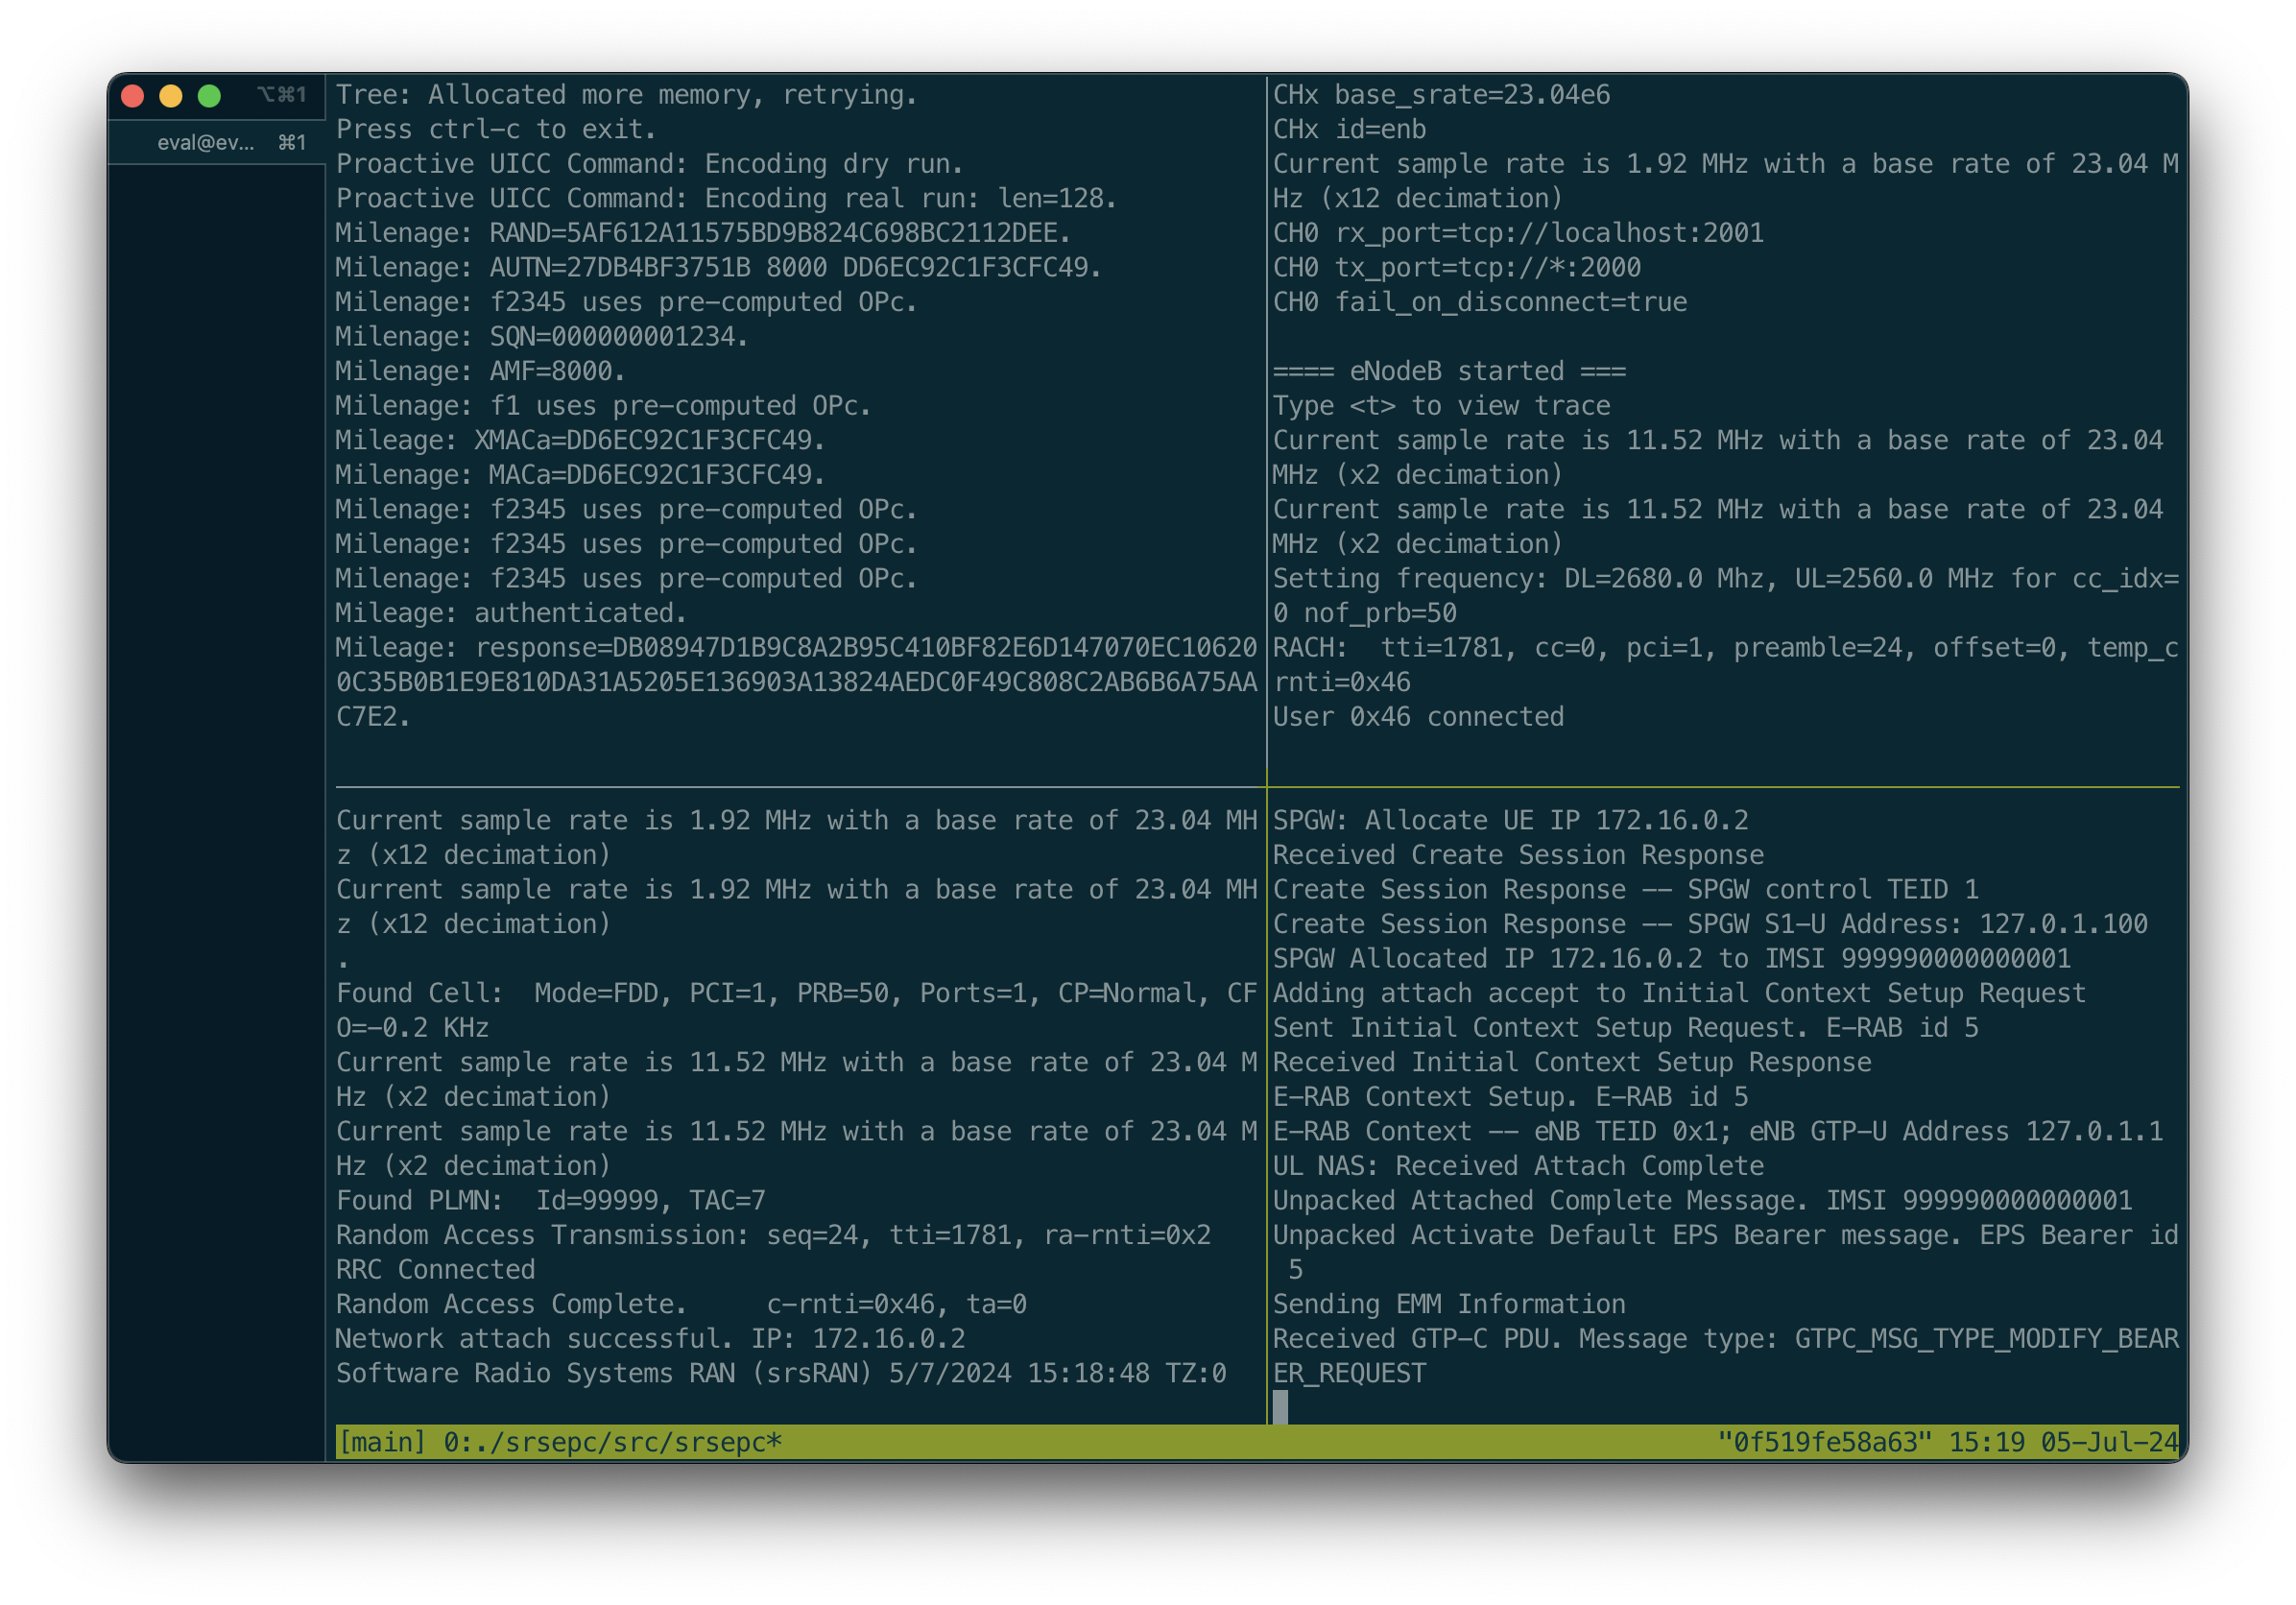 ⌥⌘1
eval@ev... ⌘1
Tree: Allocated more memory, retrying.
Press ctrl-c to exit.
Proactive UICC Command: Encoding dry run.
Proactive UICC Command: Encoding real run: len=128.
Milenage: RAND=5AF612A11575BD9B824C698BC2112DEE.
Milenage: AUTN=27DB4BF3751B 8000 DD6EC92C1F3CFC49.
Milenage: f2345 uses pre-computed OPc.
Milenage: SQN=000000001234.
Milenage: AMF=8000.
Milenage: f1 uses pre-computed OPc.
Mileage: XMACa=DD6EC92C1F3CFC49.
Milenage: MACa=DD6EC92C1F3CFC49.
Milenage: f2345 uses pre-computed OPc.
Milenage: f2345 uses pre-computed OPc.
Milenage: f2345 uses pre-computed OPc.
Mileage: authenticated.
Mileage: response=DB08947D1B9C8A2B95C410BF82E6D147070EC10620
0C35B0B1E9E810DA31A5205E136903A13824AEDC0F49C808C2AB6B6A75AA
C7E2.
CHx base_srate=23.04e6
CHx id=enb
Current sample rate is 1.92 MHz with a base rate of 23.04 M
Hz (x12 decimation)
CH0 rx_port=tcp://localhost:2001
CH0 tx_port=tcp://*:2000
CH0 fail_on_disconnect=true
==== eNodeB started ===
Type <t> to view trace
Current sample rate is 11.52 MHz with a base rate of 23.04
MHz (x2 decimation)
Current sample rate is 11.52 MHz with a base rate of 23.04
MHz (x2 decimation)
Setting frequency: DL=2680.0 Mhz, UL=2560.0 MHz for cc_idx=
0 nof_prb=50
RACH:  tti=1781, cc=0, pci=1, preamble=24, offset=0, temp_c
rnti=0x46
User 0x46 connected
Current sample rate is 1.92 MHz with a base rate of 23.04 MH
z (x12 decimation)
Current sample rate is 1.92 MHz with a base rate of 23.04 MH
z (x12 decimation)
.
Found Cell:  Mode=FDD, PCI=1, PRB=50, Ports=1, CP=Normal, CF
O=-0.2 KHz
Current sample rate is 11.52 MHz with a base rate of 23.04 M
Hz (x2 decimation)
Current sample rate is 11.52 MHz with a base rate of 23.04 M
Hz (x2 decimation)
Found PLMN:  Id=99999, TAC=7
Random Access Transmission: seq=24, tti=1781, ra-rnti=0x2
RRC Connected
Random Access Complete.     c-rnti=0x46, ta=0
Network attach successful. IP: 172.16.0.2
Software Radio Systems RAN (srsRAN) 5/7/2024 15:18:48 TZ:0
SPGW: Allocate UE IP 172.16.0.2
Received Create Session Response
Create Session Response -- SPGW control TEID 1
Create Session Response -- SPGW S1-U Address: 127.0.1.100
SPGW Allocated IP 172.16.0.2 to IMSI 999990000000001
Adding attach accept to Initial Context Setup Request
Sent Initial Context Setup Request. E-RAB id 5
Received Initial Context Setup Response
E-RAB Context Setup. E-RAB id 5
E-RAB Context -- eNB TEID 0x1; eNB GTP-U Address 127.0.1.1
UL NAS: Received Attach Complete
Unpacked Attached Complete Message. IMSI 999990000000001
Unpacked Activate Default EPS Bearer message. EPS Bearer id
 5
Sending EMM Information
Received GTP-C PDU. Message type: GTPC_MSG_TYPE_MODIFY_BEAR
ER_REQUEST
[main] 0:./srsepc/src/srsepc* "0f519fe58a63" 15:19 05-Jul-24